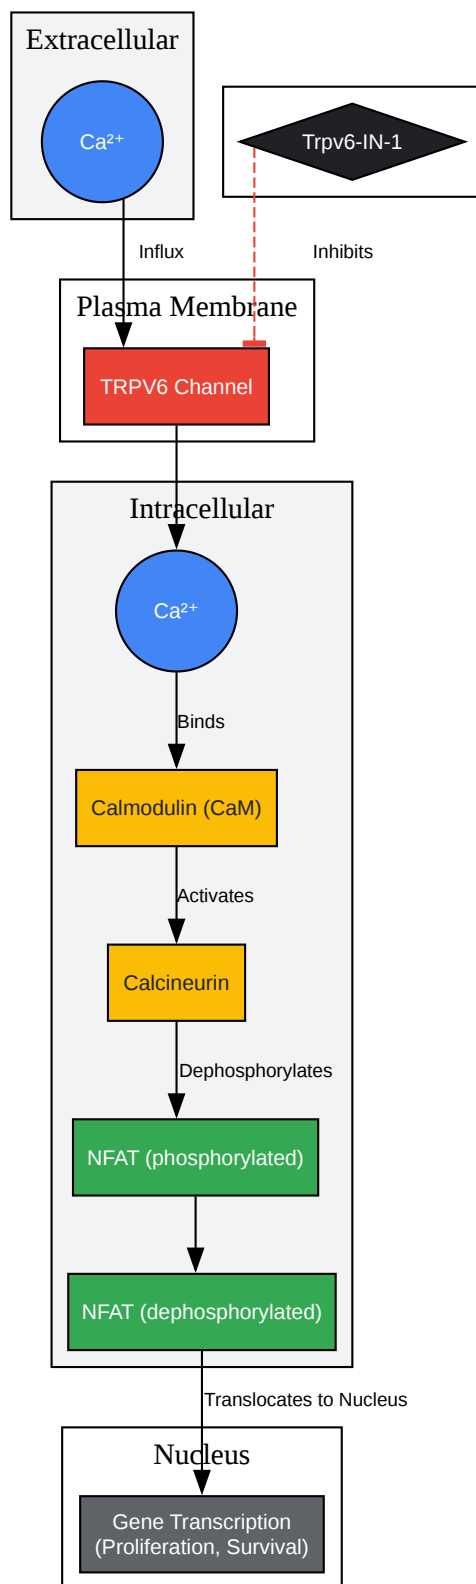 Extracellular
Ca²⁺
Trpv6-IN-1
Influx
Inhibits
Plasma Membrane
TRPV6 Channel
Intracellular
Ca²⁺
Binds
Calmodulin (CaM)
Activates
Calcineurin
Dephosphorylates
NFAT (phosphorylated)
NFAT (dephosphorylated)
Translocates to Nucleus
Nucleus
Gene Transcription
(Proliferation, Survival)